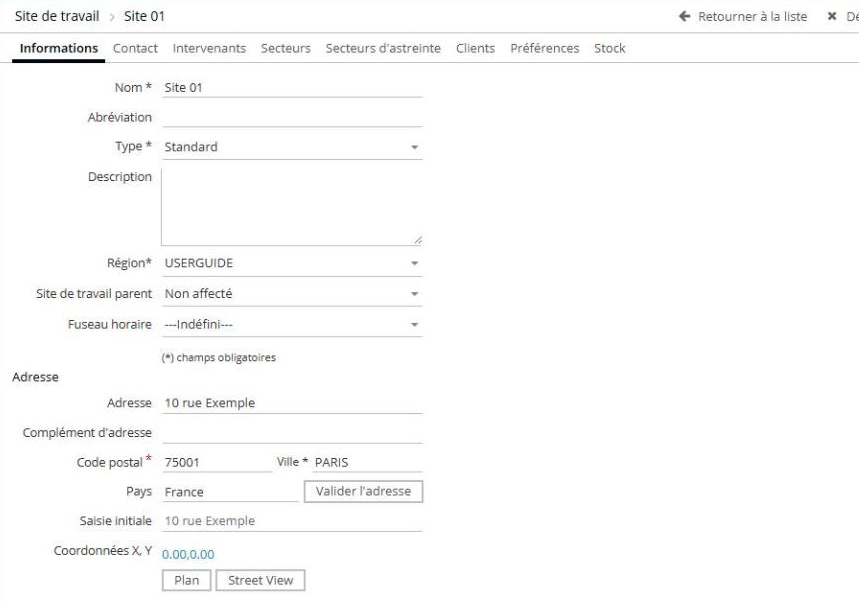 Site de travail > Site 01
Retourner à la liste × Dé
Informations Contact Intervenants Secteurs Secteurs d'astreinte Clients Préférences Stock
Nom * Site 01
Abréviation
Type * Standard
Description
Région* USERGUIDE
Site de travail parent Non affecté
Fuseau horaire ---Indéfini---
(*) champs obligatoires
Adresse
Adresse 10 rue Exemple
Complément d'adresse
Code postal * 75001 Ville * PARIS
Pays France Valider l'adresse
Saisie initiale 10 rue Exemple
Coordonnées X, Y 0.00,0.00
Plan Street View